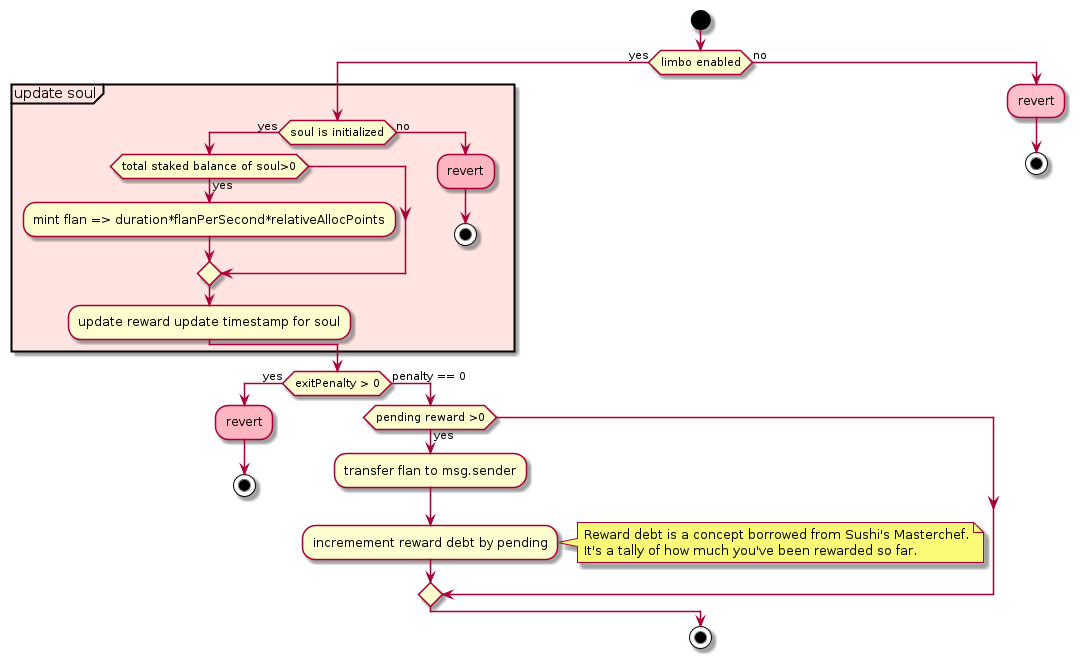 yes
limbo enabled
no
update soul
revert
yes
soul is initialized
no
total staked balance of soul>0
revert
yes
mint flan => duration*flanPerSecond*relativeAllocPoints
update reward update timestamp for soul
yes
exitPenalty > 0
penalty == 0
revert
pending reward >0
yes
transfer flan to msg.sender
incremement reward debt by pending
Reward debt is a concept borrowed from Sushi's Masterchef.
It's a tally of how much you've been rewarded so far.